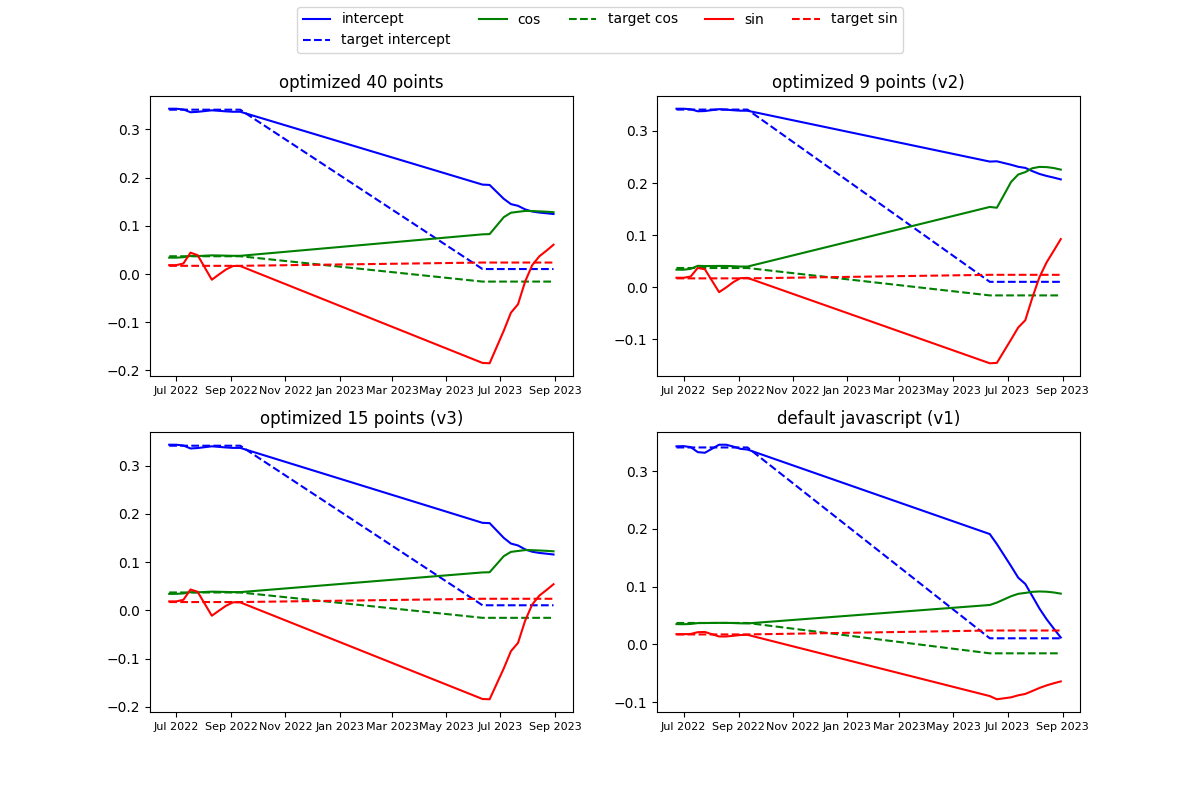 intercept cos target cos sin target sin
target intercept
optimized 40 points
0.3
0.2
0.1
0.0
−0.1
−0.2
Jul 2022 Sep 2022 Nov 2022 Jan 2023 Mar 2023 May 2023 Jul 2023 Sep 2023
optimized 9 points (v2)
0.3
0.2
0.1
0.0
−0.1
Jul 2022 Sep 2022 Nov 2022 Jan 2023 Mar 2023 May 2023 Jul 2023 Sep 2023
optimized 15 points (v3)
0.3
0.2
0.1
0.0
−0.1
−0.2
Jul 2022 Sep 2022 Nov 2022 Jan 2023 Mar 2023 May 2023 Jul 2023 Sep 2023
default javascript (v1)
0.3
0.2
0.1
0.0
−0.1
Jul 2022 Sep 2022 Nov 2022 Jan 2023 Mar 2023 May 2023 Jul 2023 Sep 2023